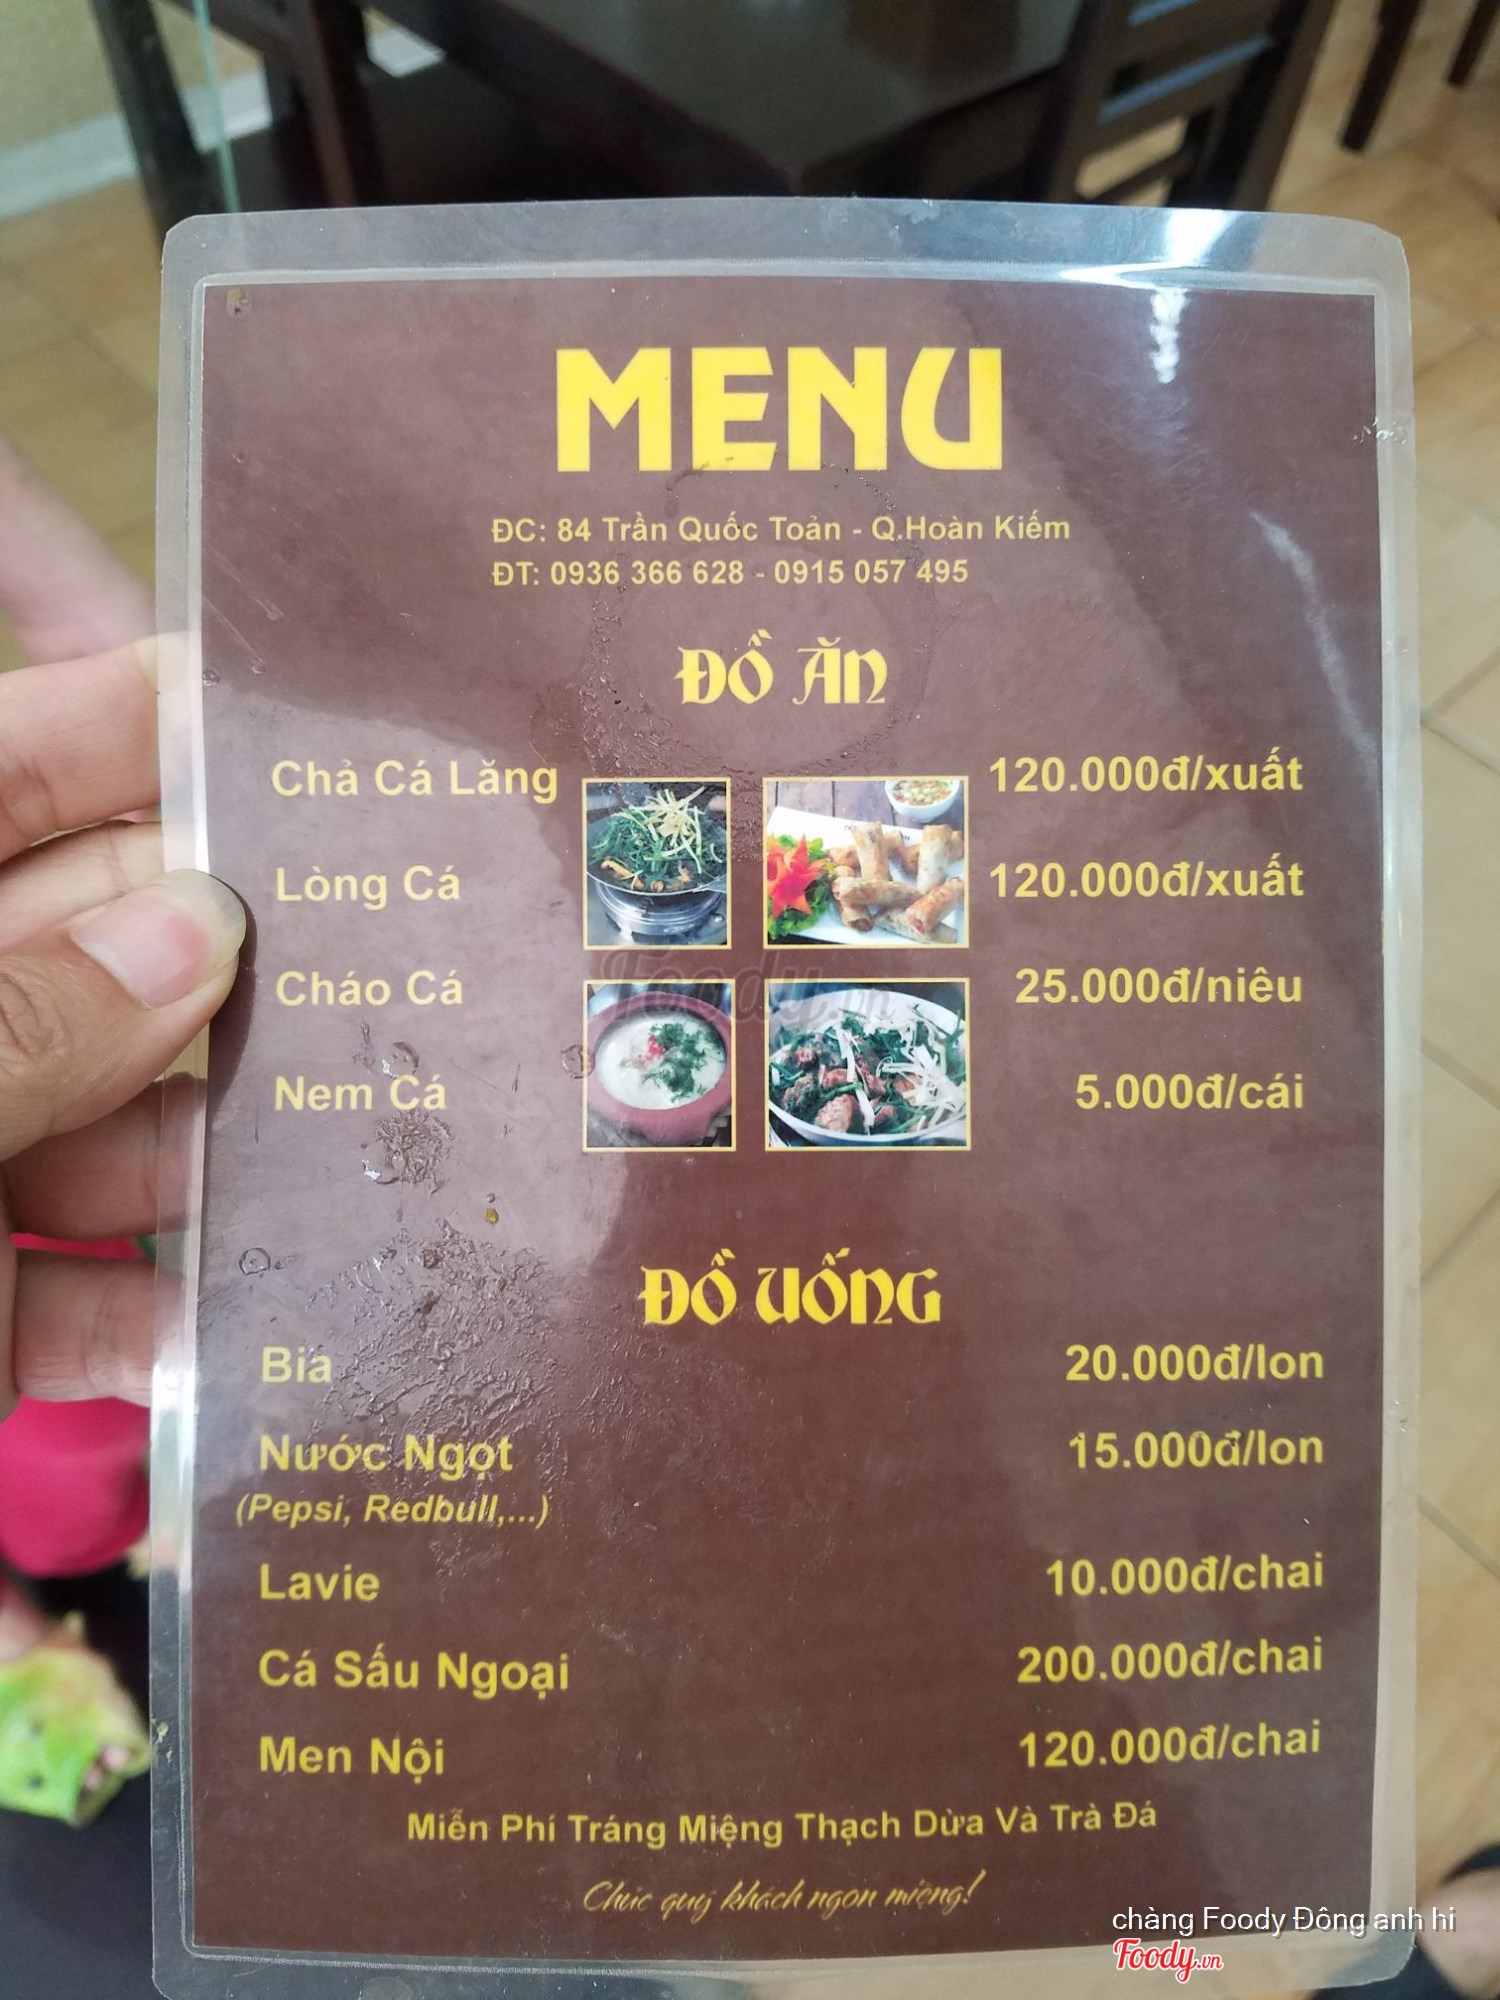 MENU
ĐC: 84 Trần Quốc Toản - Q.Hoàn Kiếm
ĐT: 0936 366 628 - 0915 057 495
ĐỒ ĂN
Chả Cá Lăng 120.000đ/xuất
Lòng Cá 120.000đ/xuất
Cháo Cá 25.000đ/niêu
Nem Cá 5.000đ/cái
Foody.vn
ĐỒ UỐNG
Bia 20.000đ/lon
Nước Ngọt 15.000đ/lon
(Pepsi, Redbull,...)
Lavie 10.000đ/chai
Cá Sấu Ngoại 200.000đ/chai
Men Nội 120.000đ/chai
Miễn Phí Tráng Miệng Thạch Dừa Và Trà Đá
Chúc quý khách ngon miệng!
chàng Foody Đông anh hi
Foody.vn